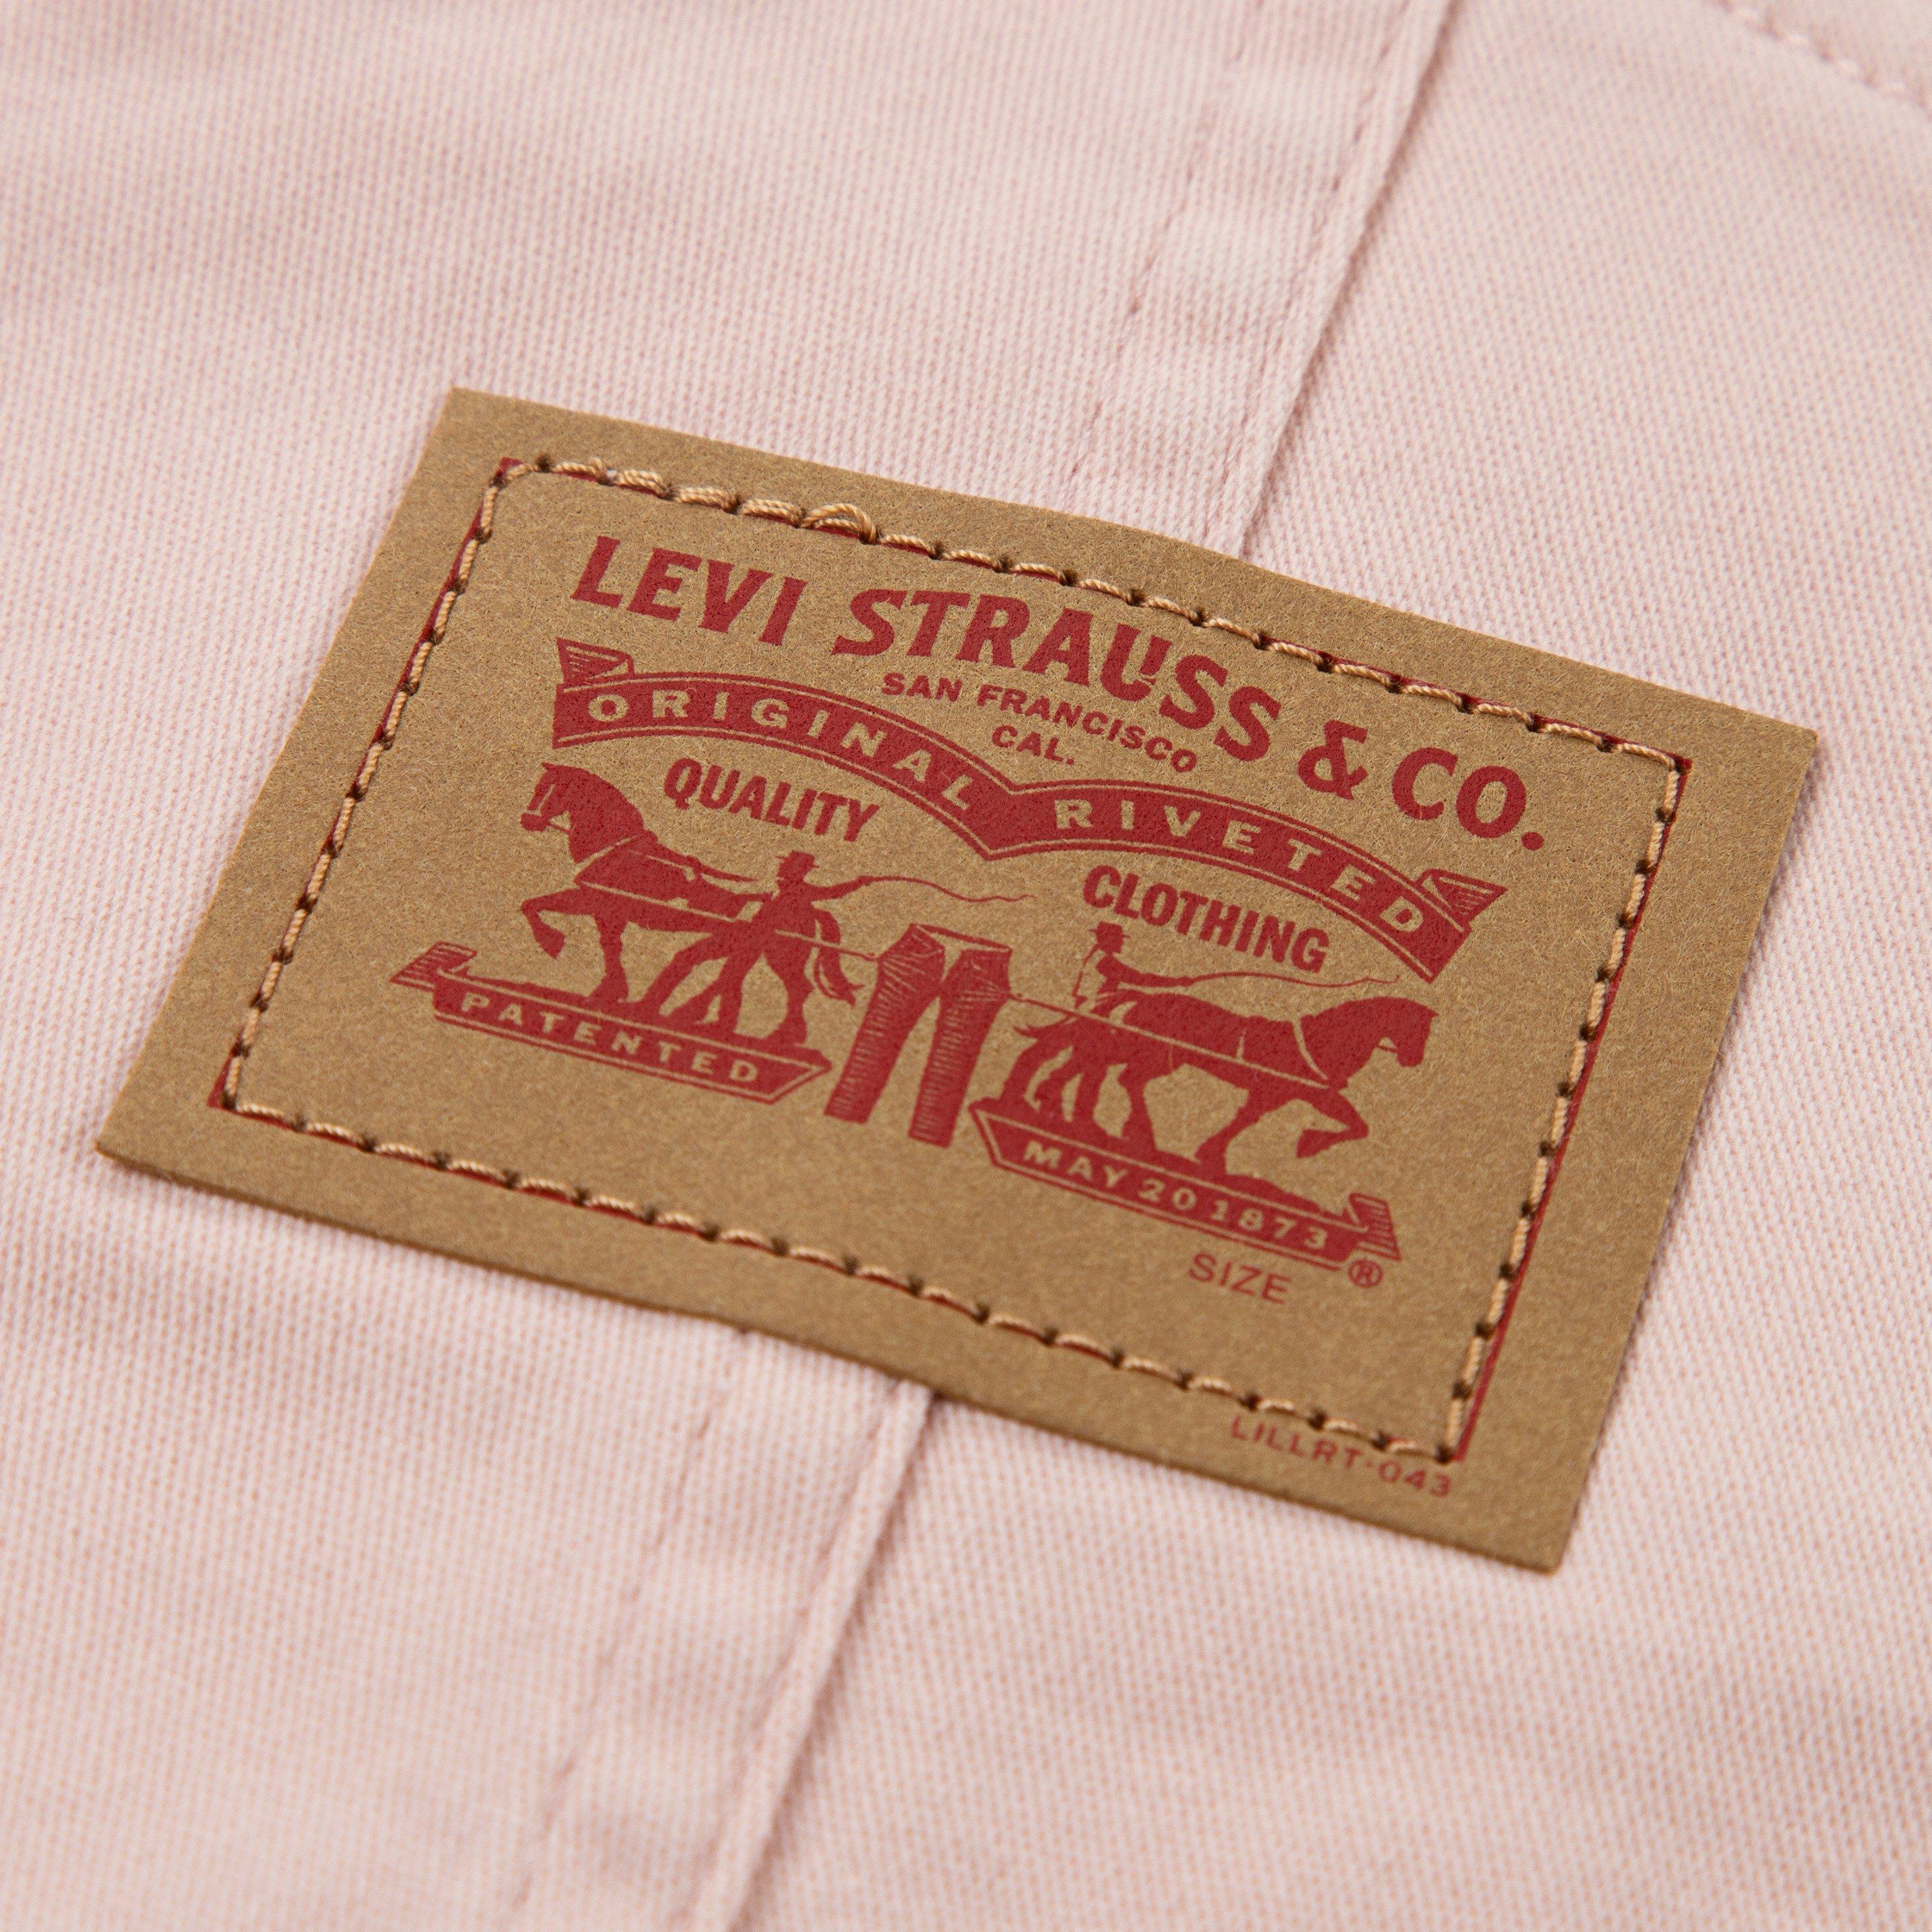 LEVI STRAUSS & CO.
SAN FRANCISCO
CAL.
ORIGINAL RIVETED
QUALITY
CLOTHING
PATENTED
MAY 20 1873
®
SIZE
LILLRT-043